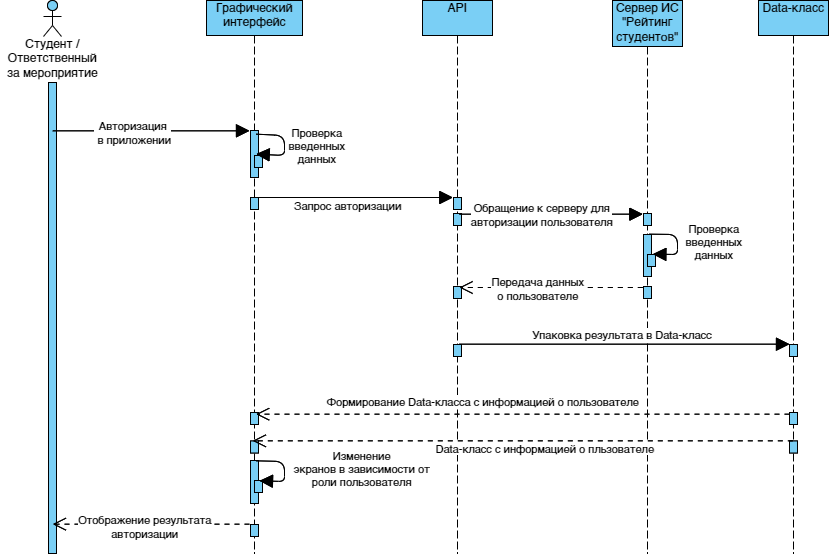 Графический
интерфейс
API
Сервер ИС
"Рейтинг
студентов"
Data-класс
Студент /
Ответственный
за мероприятие
Авторизация
в приложении
Проверка
введенных
данных
Запрос авторизации
Обращение к серверу для
авторизации пользователя
Проверка
введенных
данных
Передача данных
о пользователе
Упаковка результата в Data-класс
Формирование Data-класса с информацией о пользователе
Data-класс с информацией о пльзователе
Изменение
экранов в зависимости от
роли пользователя
Отображение результата
авторизации